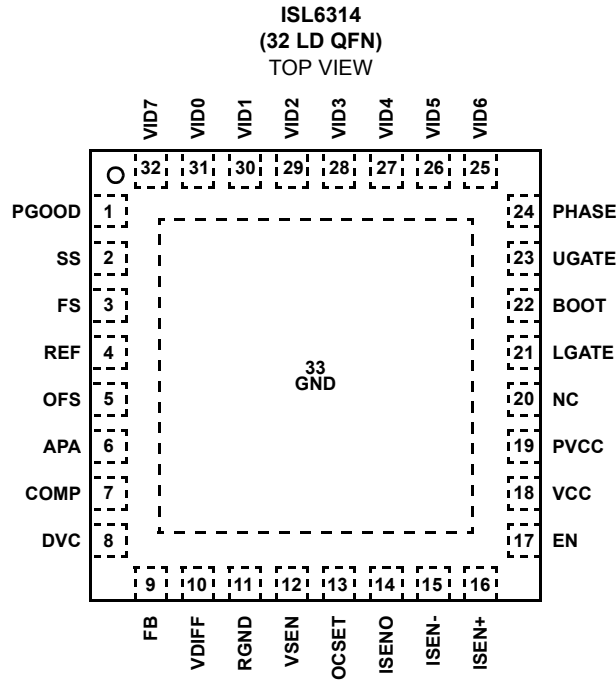 ISL6314
(32 LD QFN)
TOP VIEW
VID7 VID0 VID1 VID2 VID3 VID4 VID5 VID6
32 31 30 29 28 27 26 25
PGOOD 1
SS 2
FS 3
REF 4
OFS 5
APA 6
COMP 7
DVC 8
33
GND
24 PHASE
23 UGATE
22 BOOT
21 LGATE
20 NC
19 PVCC
18 VCC
17 EN
9 10 11 12 13 14 15 16
FB VDIFF RGND VSEN OCSET ISENO ISEN- ISEN+